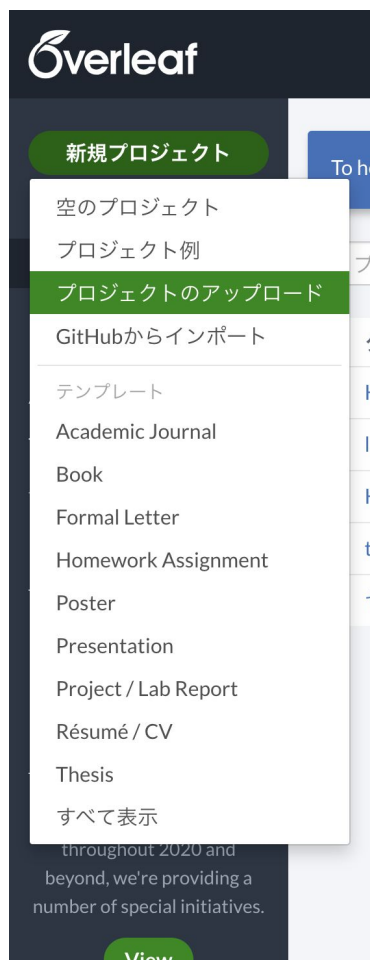 Overleaf
新規プロジェクト
To h
空のプロジェクト
プロジェクト例
プロジェクトのアップロード
GitHubからインポート
テンプレート
Academic Journal
Book
Formal Letter
Homework Assignment
Poster
Presentation
Project / Lab Report
Résumé / CV
Thesis
すべて表示
throughout 2020 and
beyond, we're providing a
number of special initiatives.
View